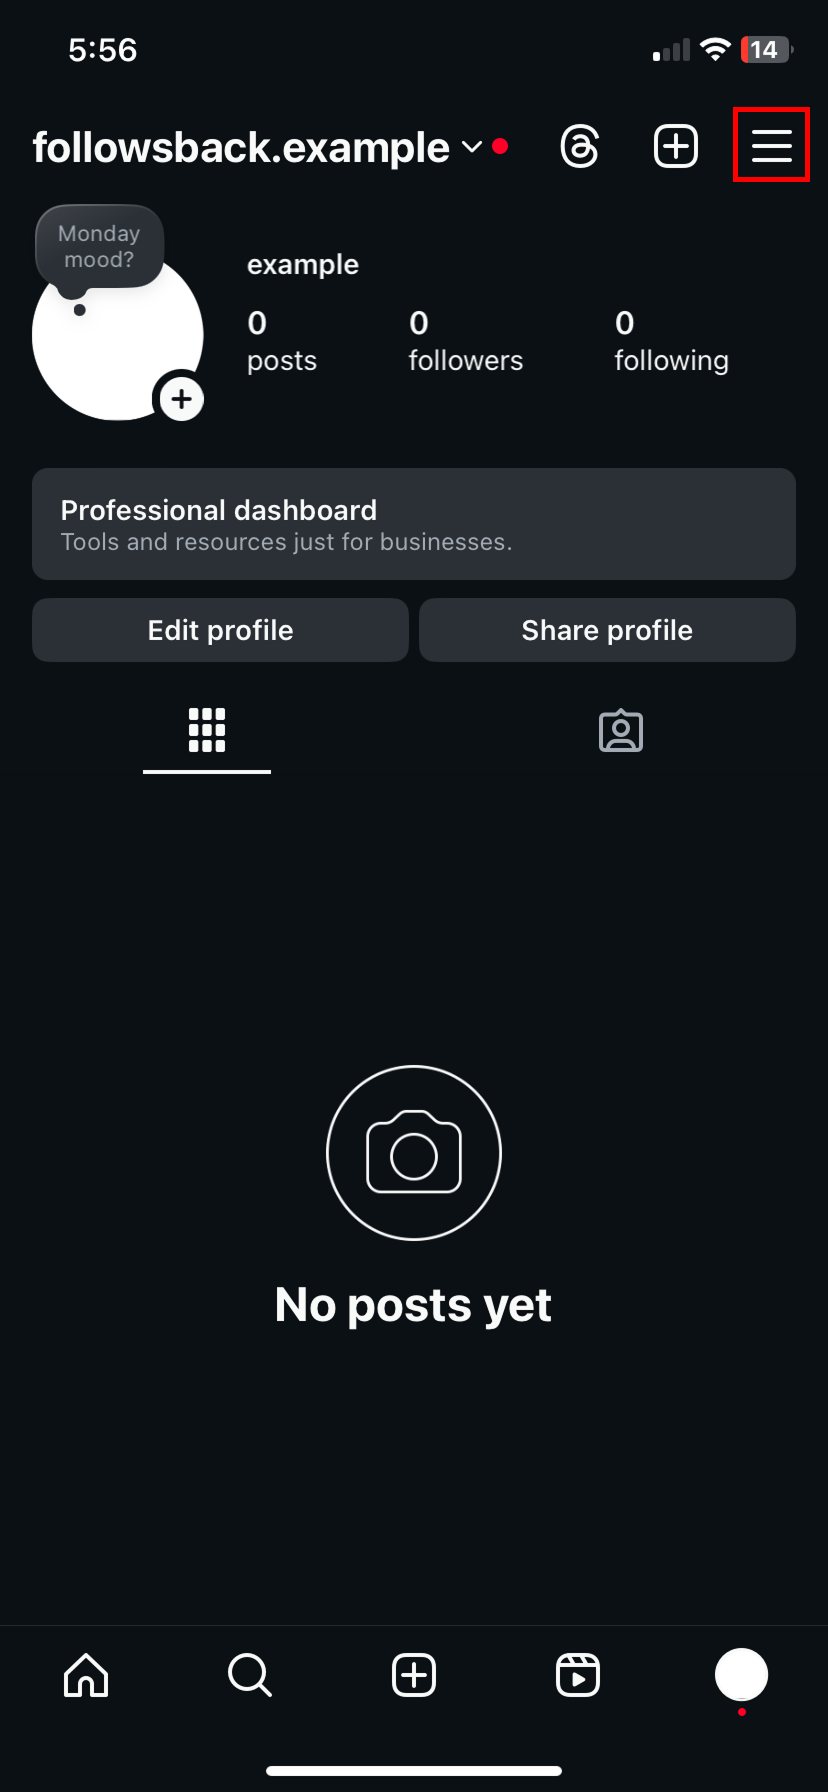 5:56
14
followsback.example
Monday
mood?
example
0
posts
0
followers
0
following
Professional dashboard
Tools and resources just for businesses.
Edit profile
Share profile
No posts yet